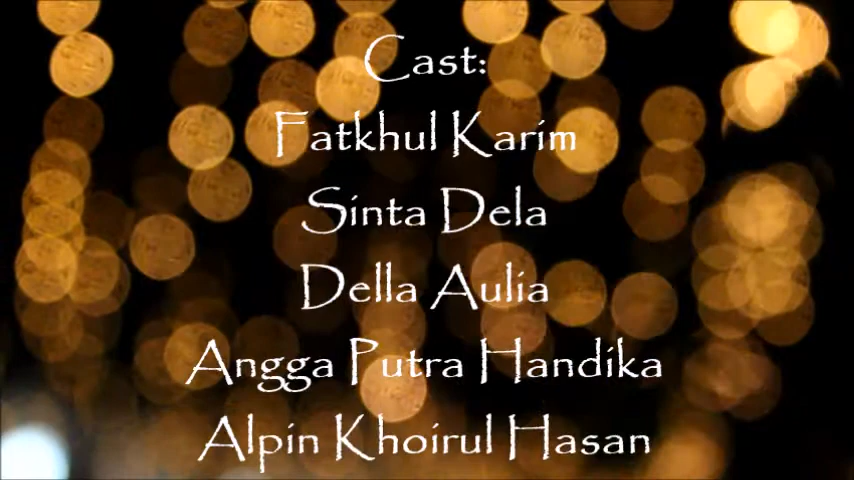 Cast:
Fatkhul Karim
Sinta Dela
Della Aulia
Angga Putra Handika
Alpin Khoirul Hasan